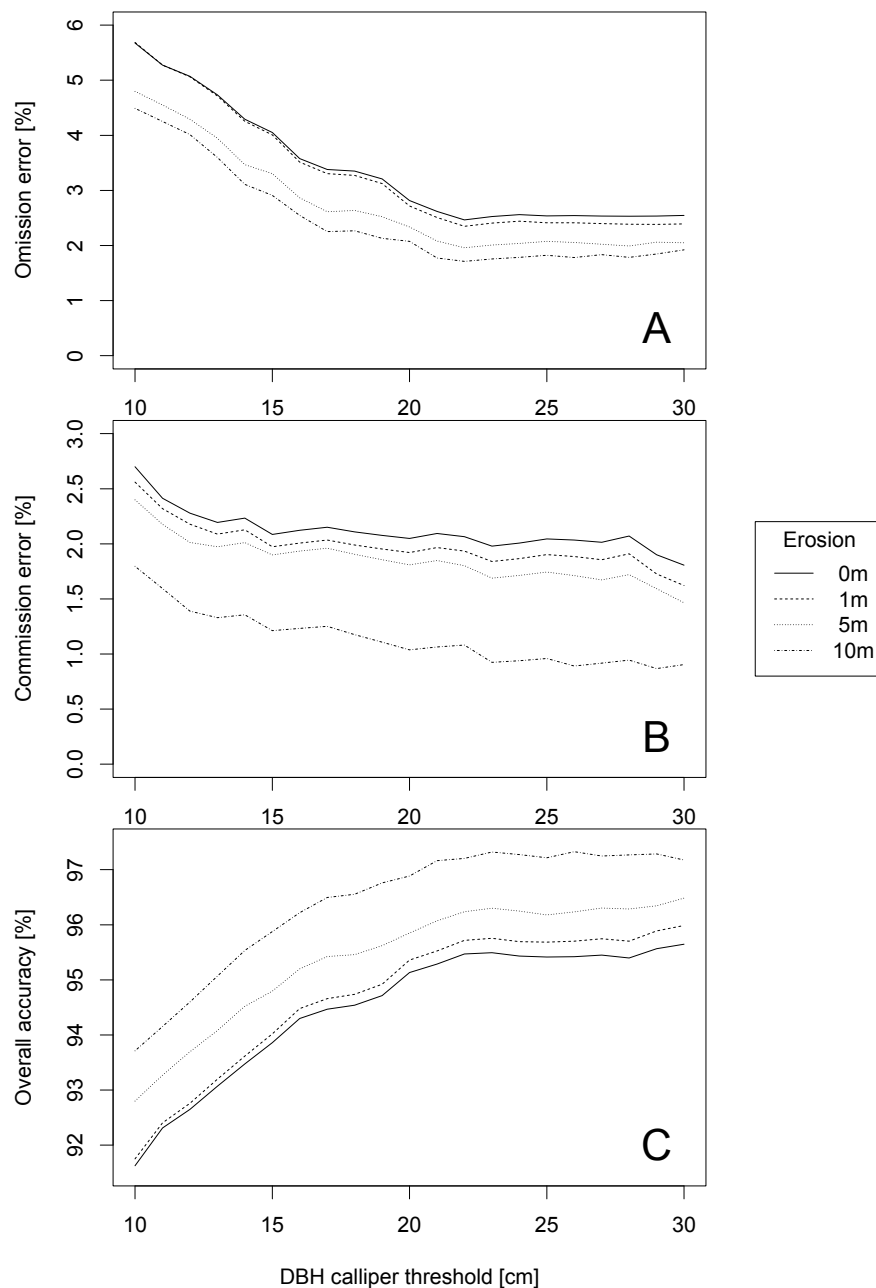 Omission error [%]
6
5
4
3
2
1
0
A
10 15 20 25 30
Commission error [%]
3.0
2.5
2.0
1.5
1.0
0.5
0.0
B
10 15 20 25 30
Erosion
0m
1m
5m
10m
Overall accuracy [%]
97
96
95
94
93
92
C
10 15 20 25 30
DBH calliper threshold [cm]